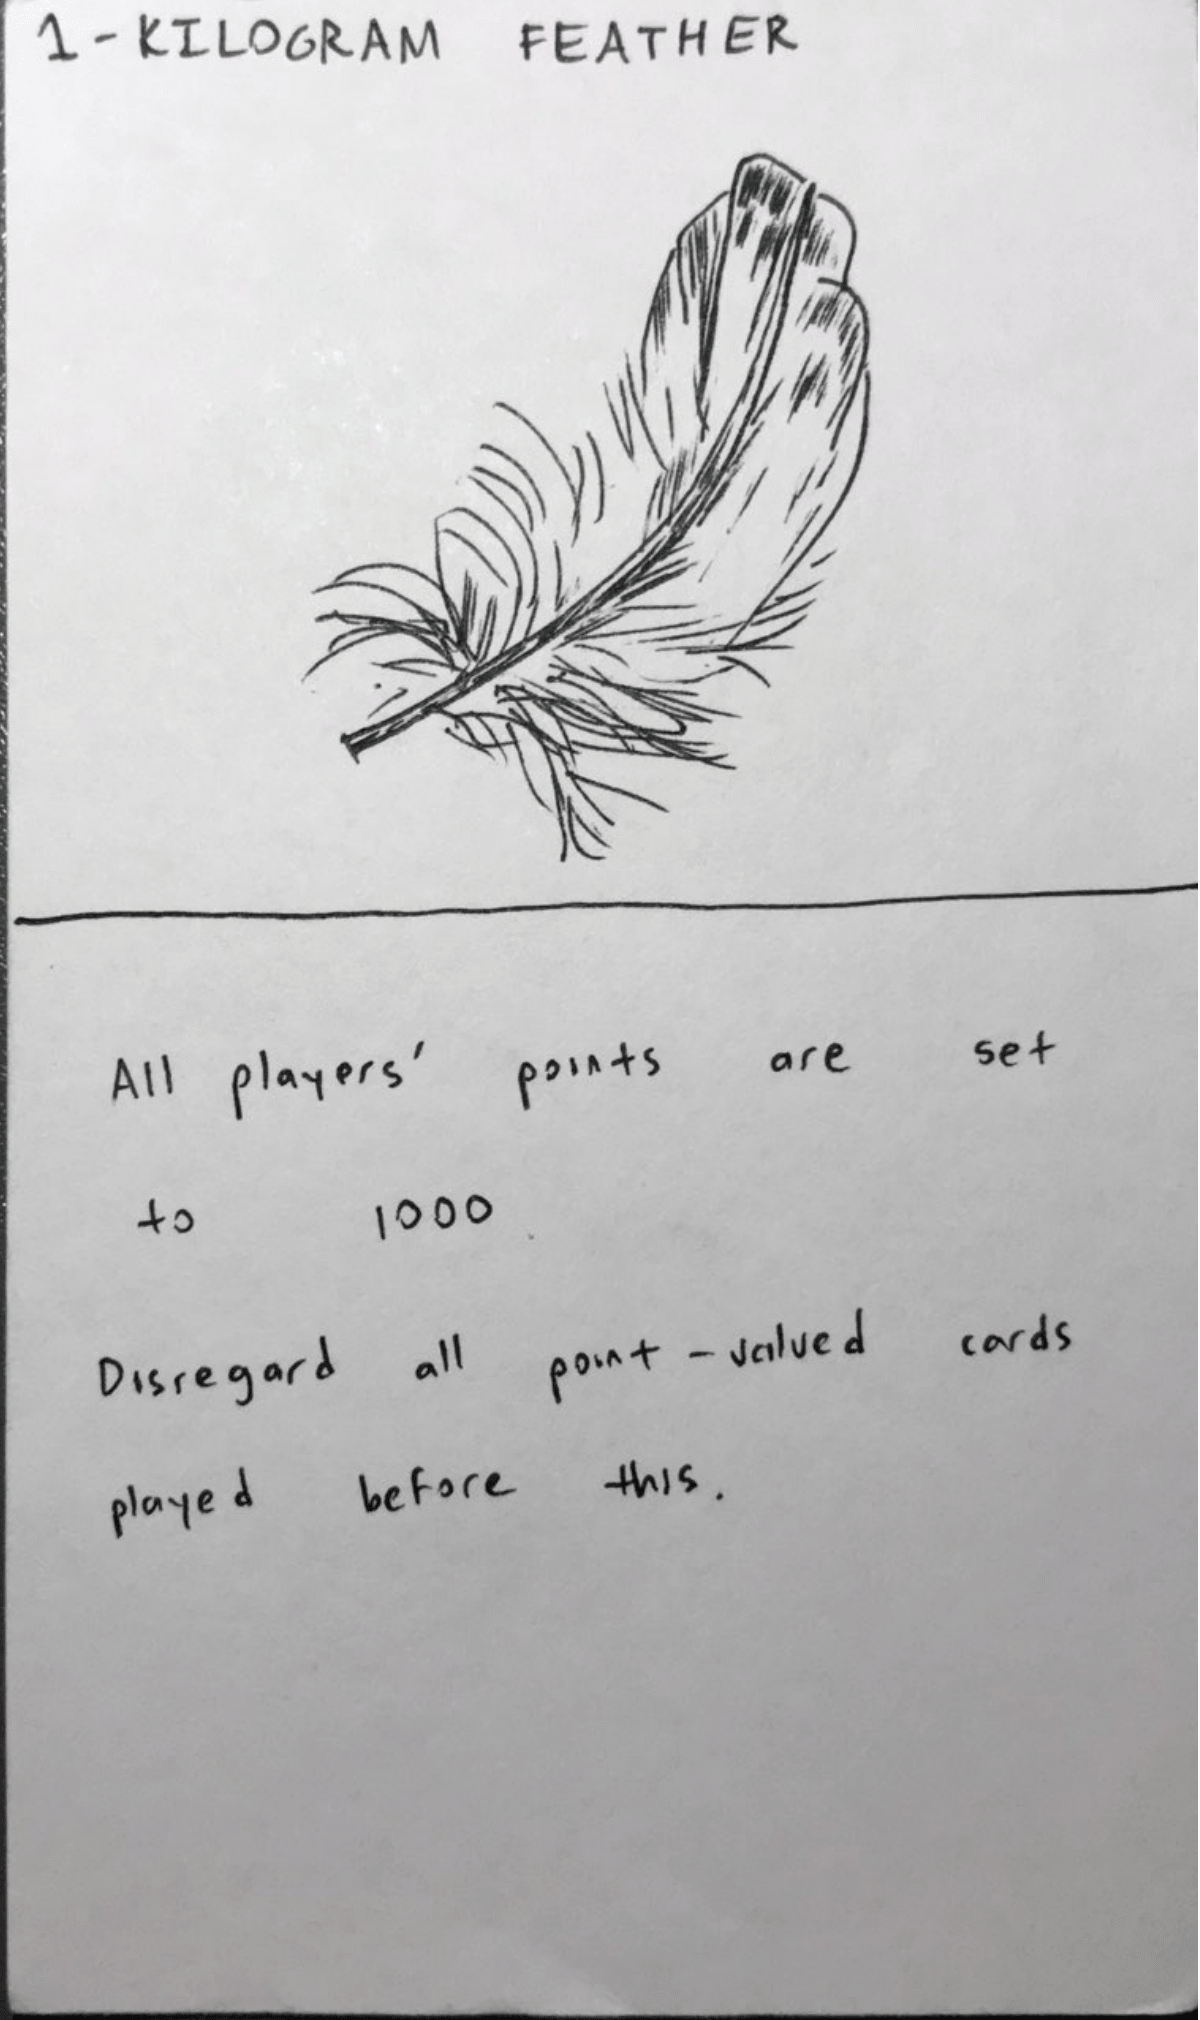 1-KILOGRAM FEATHER
All players' points are set
to 1000.
Disregard all point-valued cards
played before this.